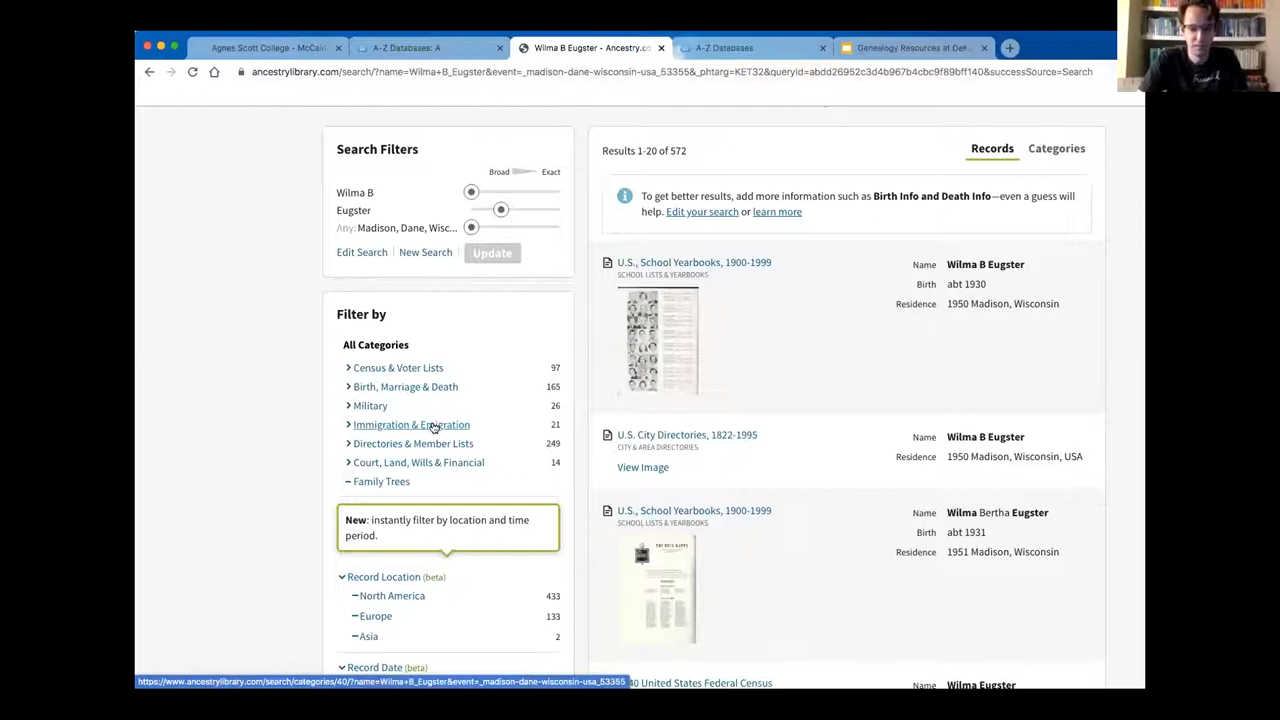 Agnes Scott College - McCain
A-Z Databases: A
Wilma B Eugster - Ancestry.co
A-Z Databases
Genealogy Resources at DeK
ancestrylibrary.com/search/?name=Wilma+B_Eugster&event=_madison-dane-wisconsin-usa_53355&_phtarg=KET32&queryId=abdd26952c3d4b967b4cbc9f89bff140&successSource=Search
Search Filters
Broad Exact
Wilma B
Eugster
Any: Madison, Dane, Wisc...
Edit Search New Search Update
Filter by
All Categories
Census & Voter Lists 97
Birth, Marriage & Death 165
Military 26
Immigration & Emigration 21
Directories & Member Lists 249
Court, Land, Wills & Financial 14
Family Trees
New: instantly filter by location and time
period.
Record Location (beta)
North America 433
Europe 133
Asia 2
Record Date (beta)
Results 1-20 of 572
Records Categories
To get better results, add more information such as Birth Info and Death Info—even a guess will
help. Edit your search or learn more
U.S., School Yearbooks, 1900-1999
SCHOOL LISTS & YEARBOOKS
Name Wilma B Eugster
Birth abt 1930
Residence 1950 Madison, Wisconsin
U.S. City Directories, 1822-1995
CITY & AREA DIRECTORIES
View Image
Name Wilma B Eugster
Residence 1950 Madison, Wisconsin, USA
U.S., School Yearbooks, 1900-1999
SCHOOL LISTS & YEARBOOKS
Name Wilma Bertha Eugster
Birth abt 1931
Residence 1951 Madison, Wisconsin
40 United States Federal Census
Name Wilma Eugster
https://www.ancestrylibrary.com/search/categories/40/?name=Wilma+B_Eugster&event=_madison-dane-wisconsin-usa_53355